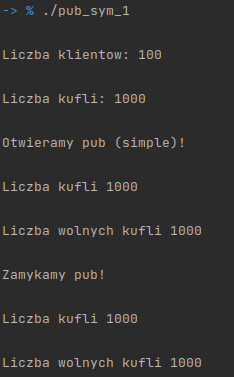 -> % ./pub_sym_1
Liczba klientow: 100
Liczba kufli: 1000
Otwieramy pub (simple)!
Liczba kufli 1000
Liczba wolnych kufli 1000
Zamykamy pub!
Liczba kufli 1000
Liczba wolnych kufli 1000